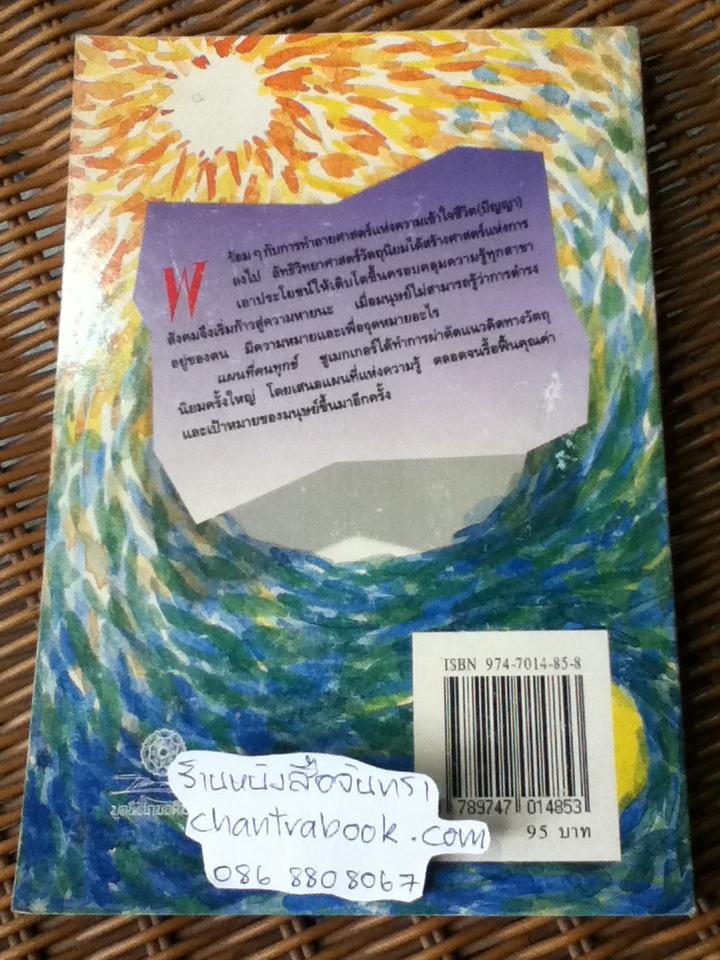 พร้อม ๆ กับการทำลายศาสตร์แห่งความเข้าใจชีวิต(ปัญญา)
ลงไป ลัทธิวิทยาศาสตร์วัตถุนิยมได้สร้างศาสตร์แห่งการ
เอาประโยชน์ให้เติบโตขึ้นครอบคลุมความรู้ทุกสาขา
สังคมจึงเริ่มก้าวสู่ความหายนะ เมื่อมนุษย์ไม่สามารถรู้ว่าการดำรง
อยู่ของตน มีความหมายและเพื่อจุดหมายอะไร
แผนที่คนทุกข์ ชูเมกเกอร์ได้ทำการผ่าตัดแนวคิดทางวัตถุ
นิยมครั้งใหญ่ โดยเสนอแผนที่แห่งความรู้ ตลอดจนรื้อฟื้นคุณค่า
และเป้าหมายของมนุษย์ขึ้นมาอีกครั้ง
ISBN 974-7014-85-8
789747 014853
95 บาท
ร้านหนังสือจันทรา
chantrabook.com
086 8808067